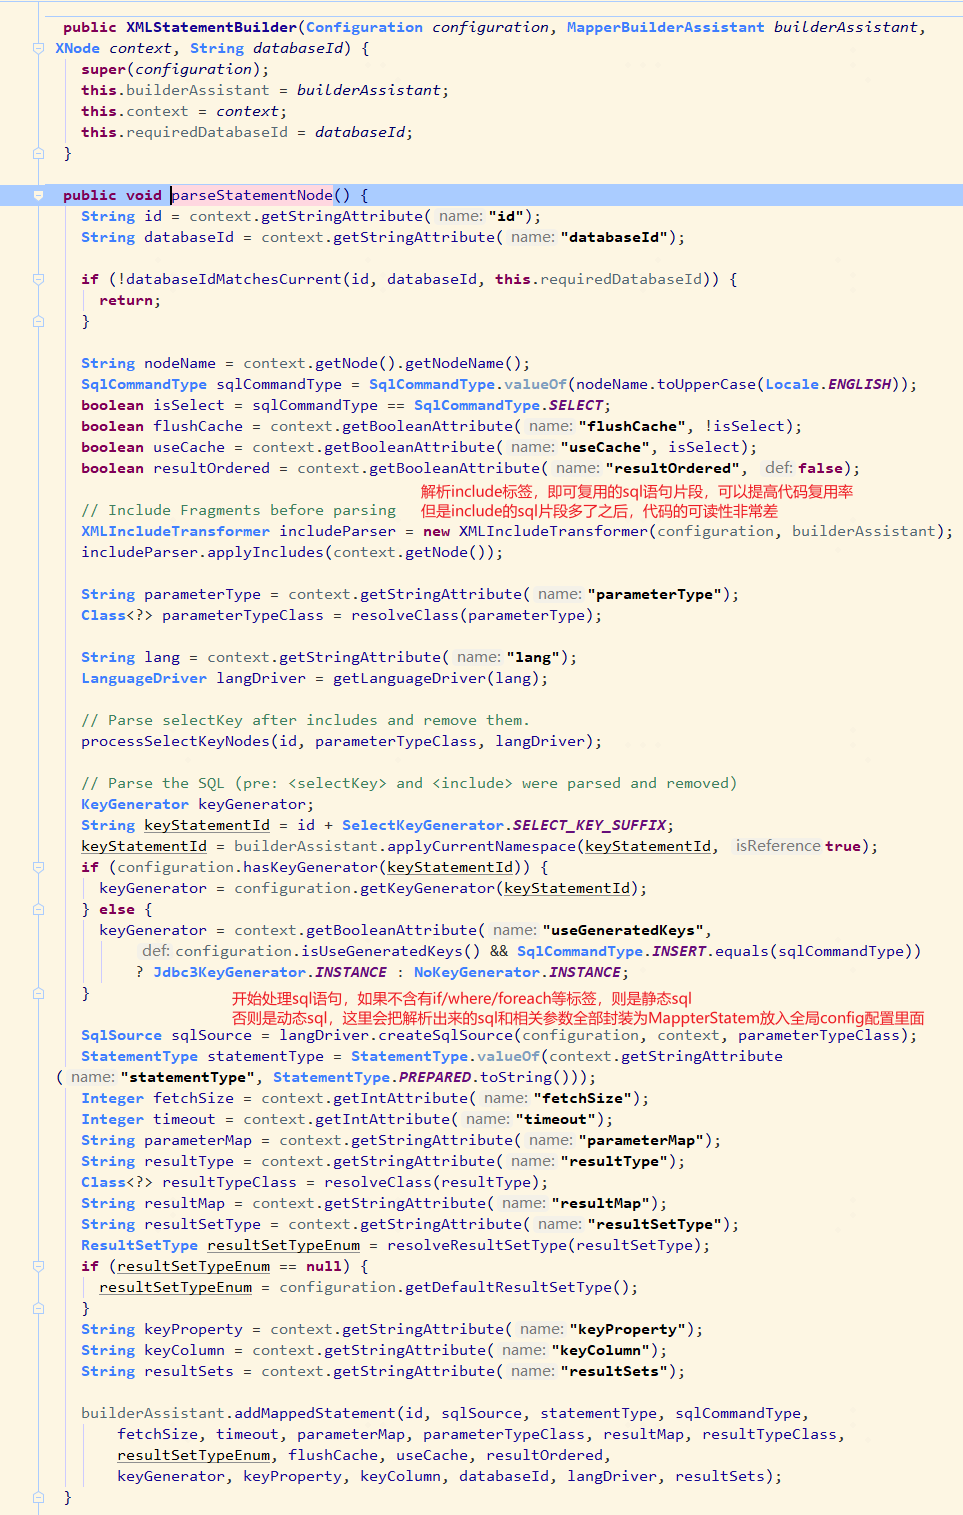 public XMLStatementBuilder(Configuration configuration, MapperBuilderAssistant builderAssistant,
XNode context, String databaseId) {
super(configuration);
this.builderAssistant = builderAssistant;
this.context = context;
this.requiredDatabaseId = databaseId;
}
public void parseStatementNode() {
String id = context.getStringAttribute( name: "id");
String databaseId = context.getStringAttribute( name: "databaseId");
if (!databaseIdMatchesCurrent(id, databaseId, this.requiredDatabaseId)) {
return;
}
String nodeName = context.getNode().getNodeName();
SqlCommandType sqlCommandType = SqlCommandType.valueOf(nodeName.toUpperCase(Locale.ENGLISH));
boolean isSelect = sqlCommandType == SqlCommandType.SELECT;
boolean flushCache = context.getBooleanAttribute( name: "flushCache", !isSelect);
boolean useCache = context.getBooleanAttribute( name: "useCache", isSelect);
boolean resultOrdered = context.getBooleanAttribute( name: "resultOrdered", def: false);
解析include标签，即可复用的sql语句片段，可以提高代码复用率
// Include Fragments before parsing 但是include的sql片段多了之后，代码的可读性非常差
XMLIncludeTransformer includeParser = new XMLIncludeTransformer(configuration, builderAssistant);
includeParser.applyIncludes(context.getNode());
String parameterType = context.getStringAttribute( name: "parameterType");
Class<?> parameterTypeClass = resolveClass(parameterType);
String lang = context.getStringAttribute( name: "lang");
LanguageDriver langDriver = getLanguageDriver(lang);
// Parse selectKey after includes and remove them.
processSelectKeyNodes(id, parameterTypeClass, langDriver);
// Parse the SQL (pre: <selectKey> and <include> were parsed and removed)
KeyGenerator keyGenerator;
String keyStatementId = id + SelectKeyGenerator.SELECT_KEY_SUFFIX;
keyStatementId = builderAssistant.applyCurrentNamespace(keyStatementId, isReference true);
if (configuration.hasKeyGenerator(keyStatementId)) {
keyGenerator = configuration.getKeyGenerator(keyStatementId);
} else {
keyGenerator = context.getBooleanAttribute( name: "useGeneratedKeys",
def: configuration.isUseGeneratedKeys() && SqlCommandType.INSERT.equals(sqlCommandType))
? Jdbc3KeyGenerator.INSTANCE : NoKeyGenerator.INSTANCE;
}
开始处理sql语句，如果不含有if/where/foreach等标签，则是静态sql
否则是动态sql，这里会把解析出来的sql和相关参数全部封装为MappterStatem放入全局config配置里面
SqlSource sqlSource = langDriver.createSqlSource(configuration, context, parameterTypeClass);
StatementType statementType = StatementType.valueOf(context.getStringAttribute
( name: "statementType", StatementType.PREPARED.toString()));
Integer fetchSize = context.getIntAttribute( name: "fetchSize");
Integer timeout = context.getIntAttribute( name: "timeout");
String parameterMap = context.getStringAttribute( name: "parameterMap");
String resultType = context.getStringAttribute( name: "resultType");
Class<?> resultTypeClass = resolveClass(resultType);
String resultMap = context.getStringAttribute( name: "resultMap");
String resultSetType = context.getStringAttribute( name: "resultSetType");
ResultSetType resultSetTypeEnum = resolveResultSetType(resultSetType);
if (resultSetTypeEnum == null) {
resultSetTypeEnum = configuration.getDefaultResultSetType();
}
String keyProperty = context.getStringAttribute( name: "keyProperty");
String keyColumn = context.getStringAttribute( name: "keyColumn");
String resultSets = context.getStringAttribute( name: "resultSets");
builderAssistant.addMappedStatement(id, sqlSource, statementType, sqlCommandType,
fetchSize, timeout, parameterMap, parameterTypeClass, resultMap, resultTypeClass,
resultSetTypeEnum, flushCache, useCache, resultOrdered,
keyGenerator, keyProperty, keyColumn, databaseId, langDriver, resultSets);
}